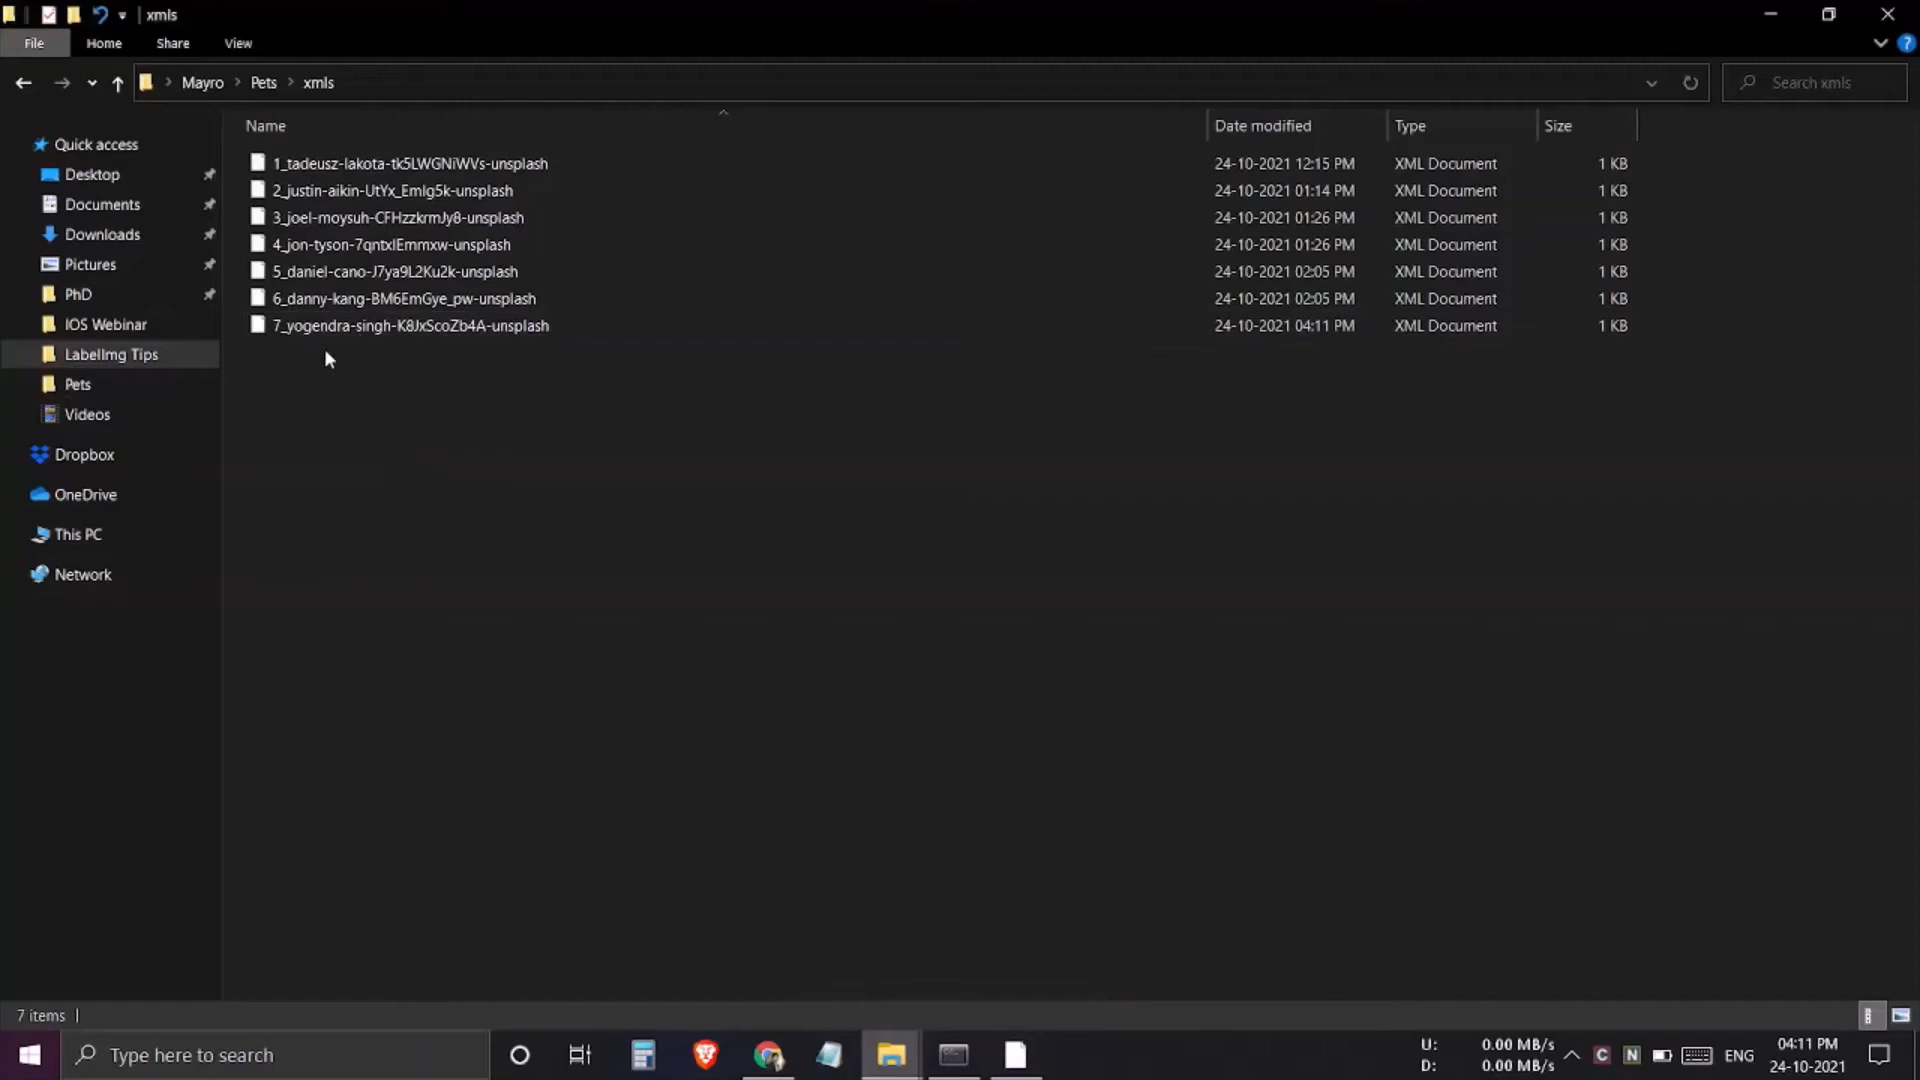 xmls
File Home Share View
Mayro Pets xmls Search xmls
Name Date modified Type Size
1_tadeusz-lakota-tk5LWGNiWVs-unsplash 24-10-2021 12:15 PM XML Document 1 KB
2_justin-aikin-UtYx_Emlg5k-unsplash 24-10-2021 01:14 PM XML Document 1 KB
3_joel-moysuh-CFHzzkrmJy8-unsplash 24-10-2021 01:26 PM XML Document 1 KB
4_jon-tyson-7qntxIEmmxw-unsplash 24-10-2021 01:26 PM XML Document 1 KB
5_daniel-cano-J7ya9L2Ku2k-unsplash 24-10-2021 02:05 PM XML Document 1 KB
6_danny-kang-BM6EmGye_pw-unsplash 24-10-2021 02:05 PM XML Document 1 KB
7_yogendra-singh-K8JxScoZb4A-unsplash 24-10-2021 04:11 PM XML Document 1 KB
Quick access
Desktop
Documents
Downloads
Pictures
PhD
IOS Webinar
LabelImg Tips
Pets
Videos
Dropbox
OneDrive
This PC
Network
7 items
Type here to search
U: 0.00 MB/s
D: 0.00 MB/s
C N ENG
04:11 PM
24-10-2021